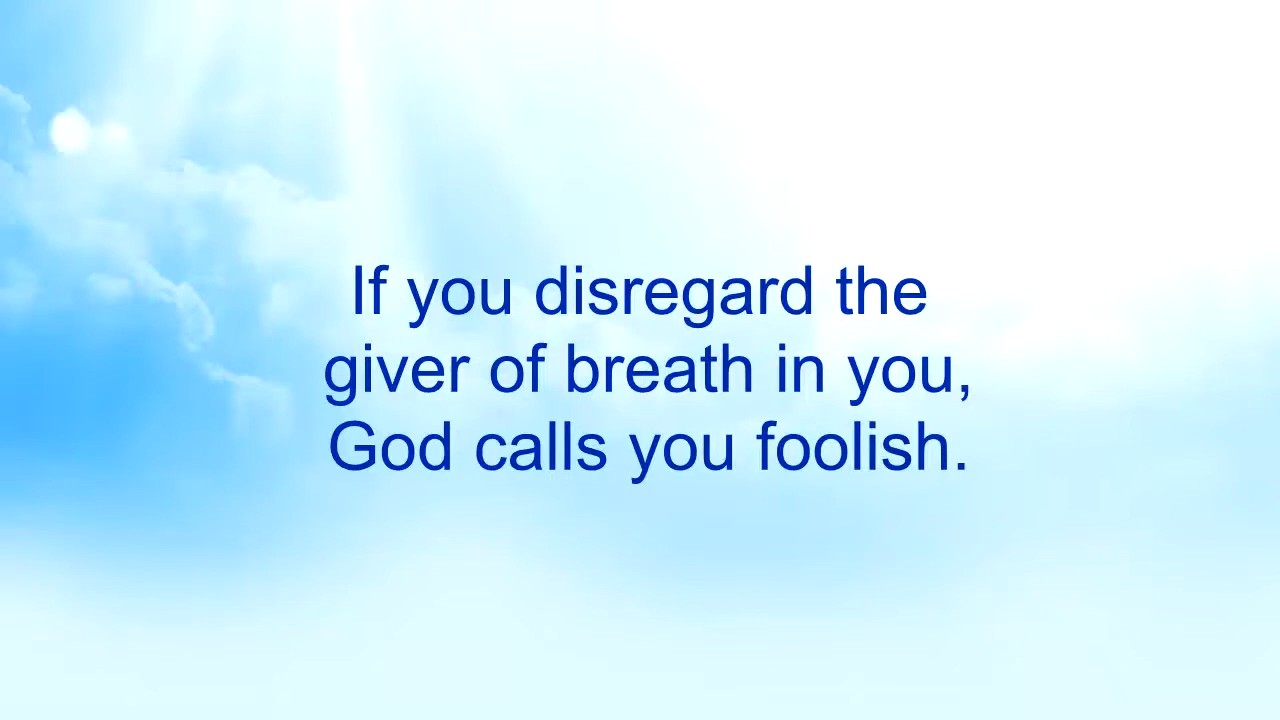 If you disregard the
giver of breath in you,
God calls you foolish.